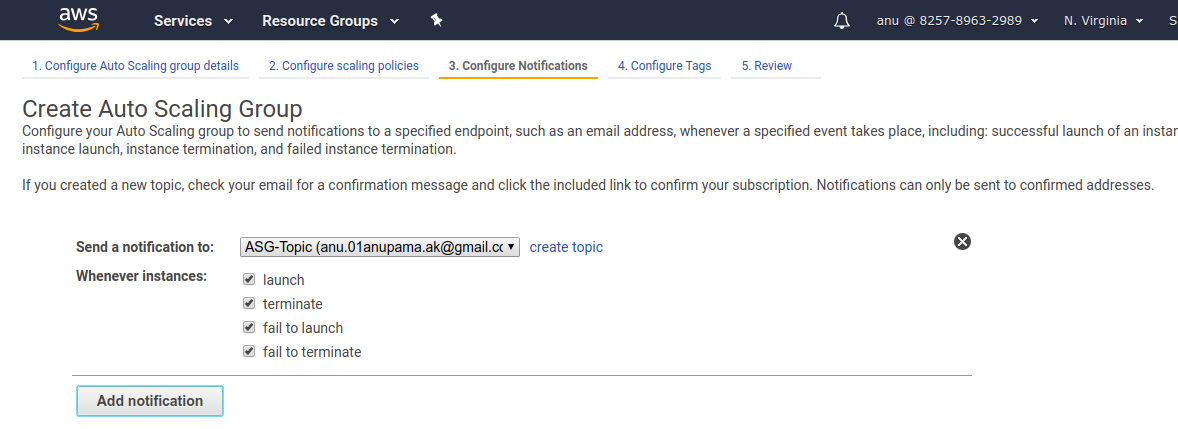 aws Services Resource Groups anu @ 8257-8963-2989 N. Virginia S
1. Configure Auto Scaling group details 2. Configure scaling policies 3. Configure Notifications 4. Configure Tags 5. Review
Create Auto Scaling Group
Configure your Auto Scaling group to send notifications to a specified endpoint, such as an email address, whenever a specified event takes place, including: successful launch of an instan
instance launch, instance termination, and failed instance termination.
If you created a new topic, check your email for a confirmation message and click the included link to confirm your subscription. Notifications can only be sent to confirmed addresses.
Send a notification to: ASG-Topic (anu.01anupama.ak@gmail.cc create topic
Whenever instances: launch
terminate
fail to launch
fail to terminate
Add notification